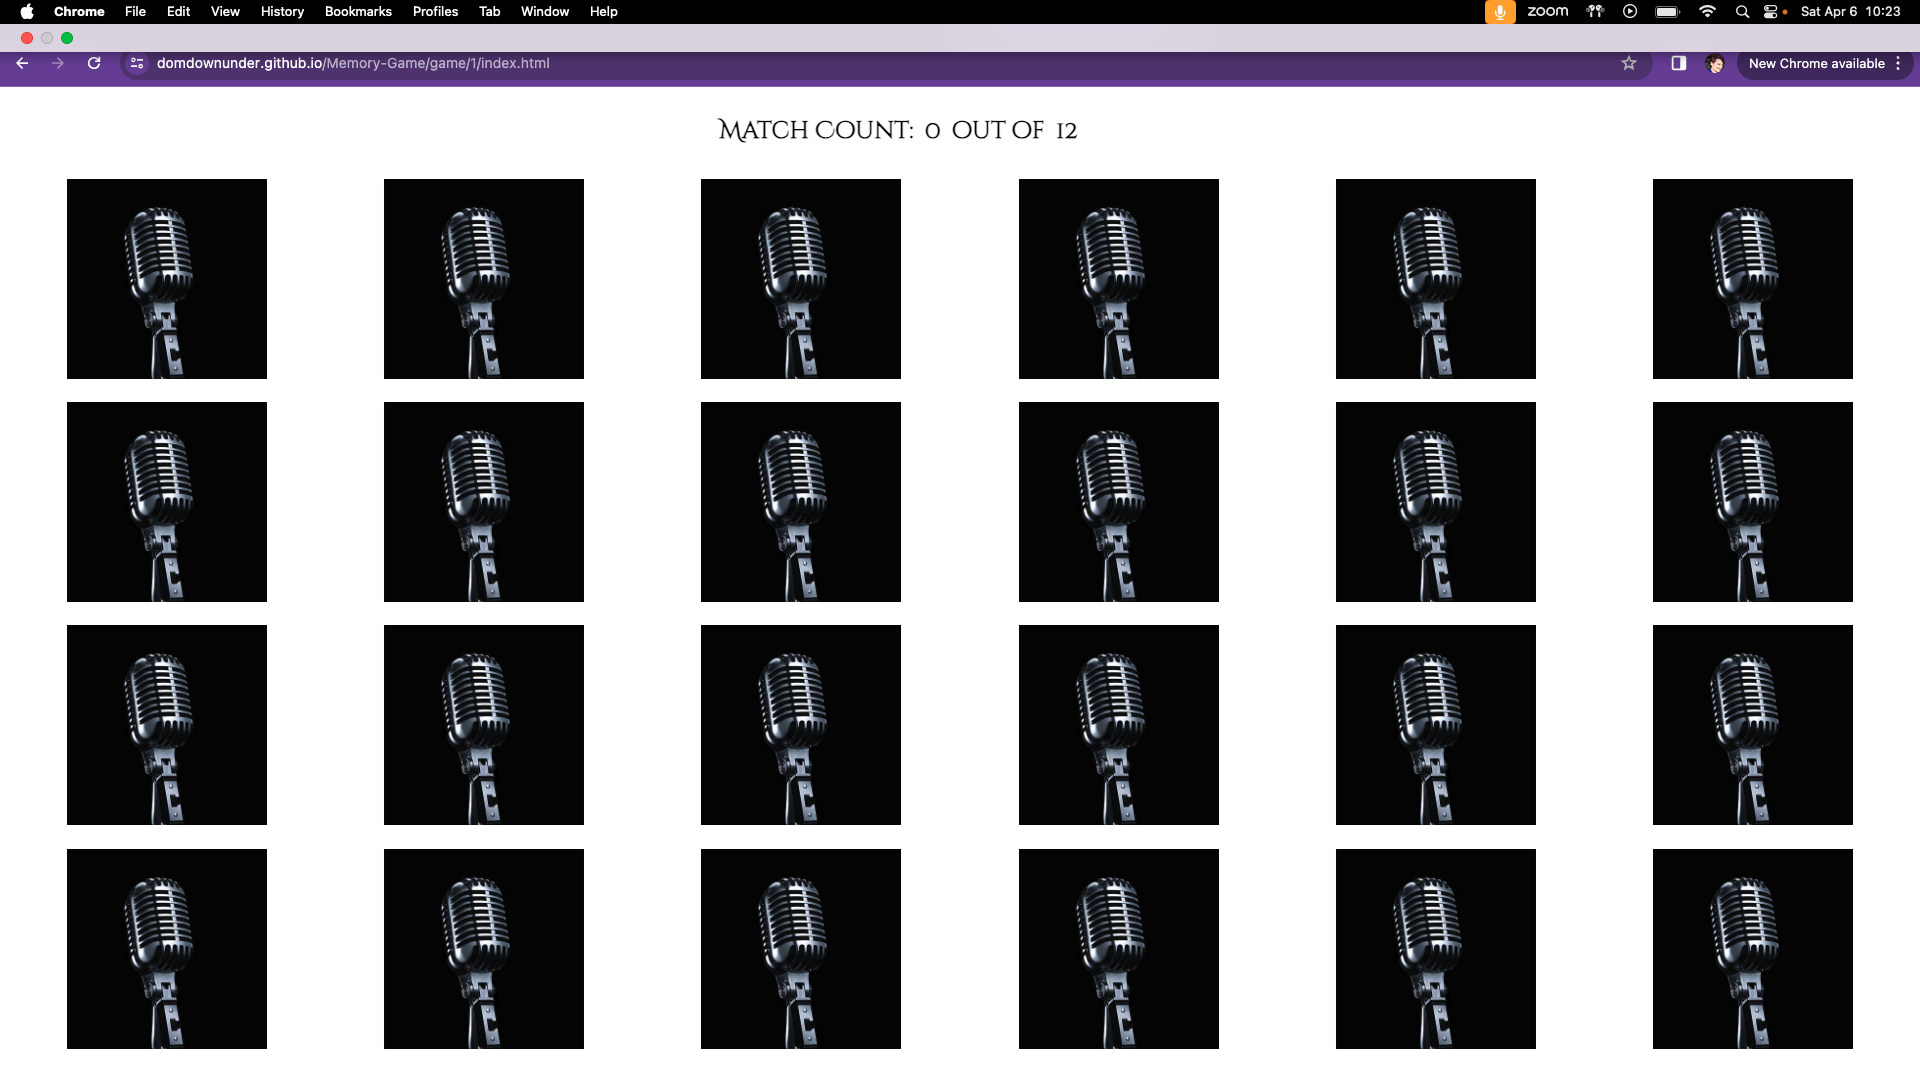 Chrome File Edit View History Bookmarks Profiles Tab Window Help zoom Sat Apr 6 10:23
domdownunder.github.io/Memory-Game/game/1/index.html New Chrome available
Match Count: 0 out of 12